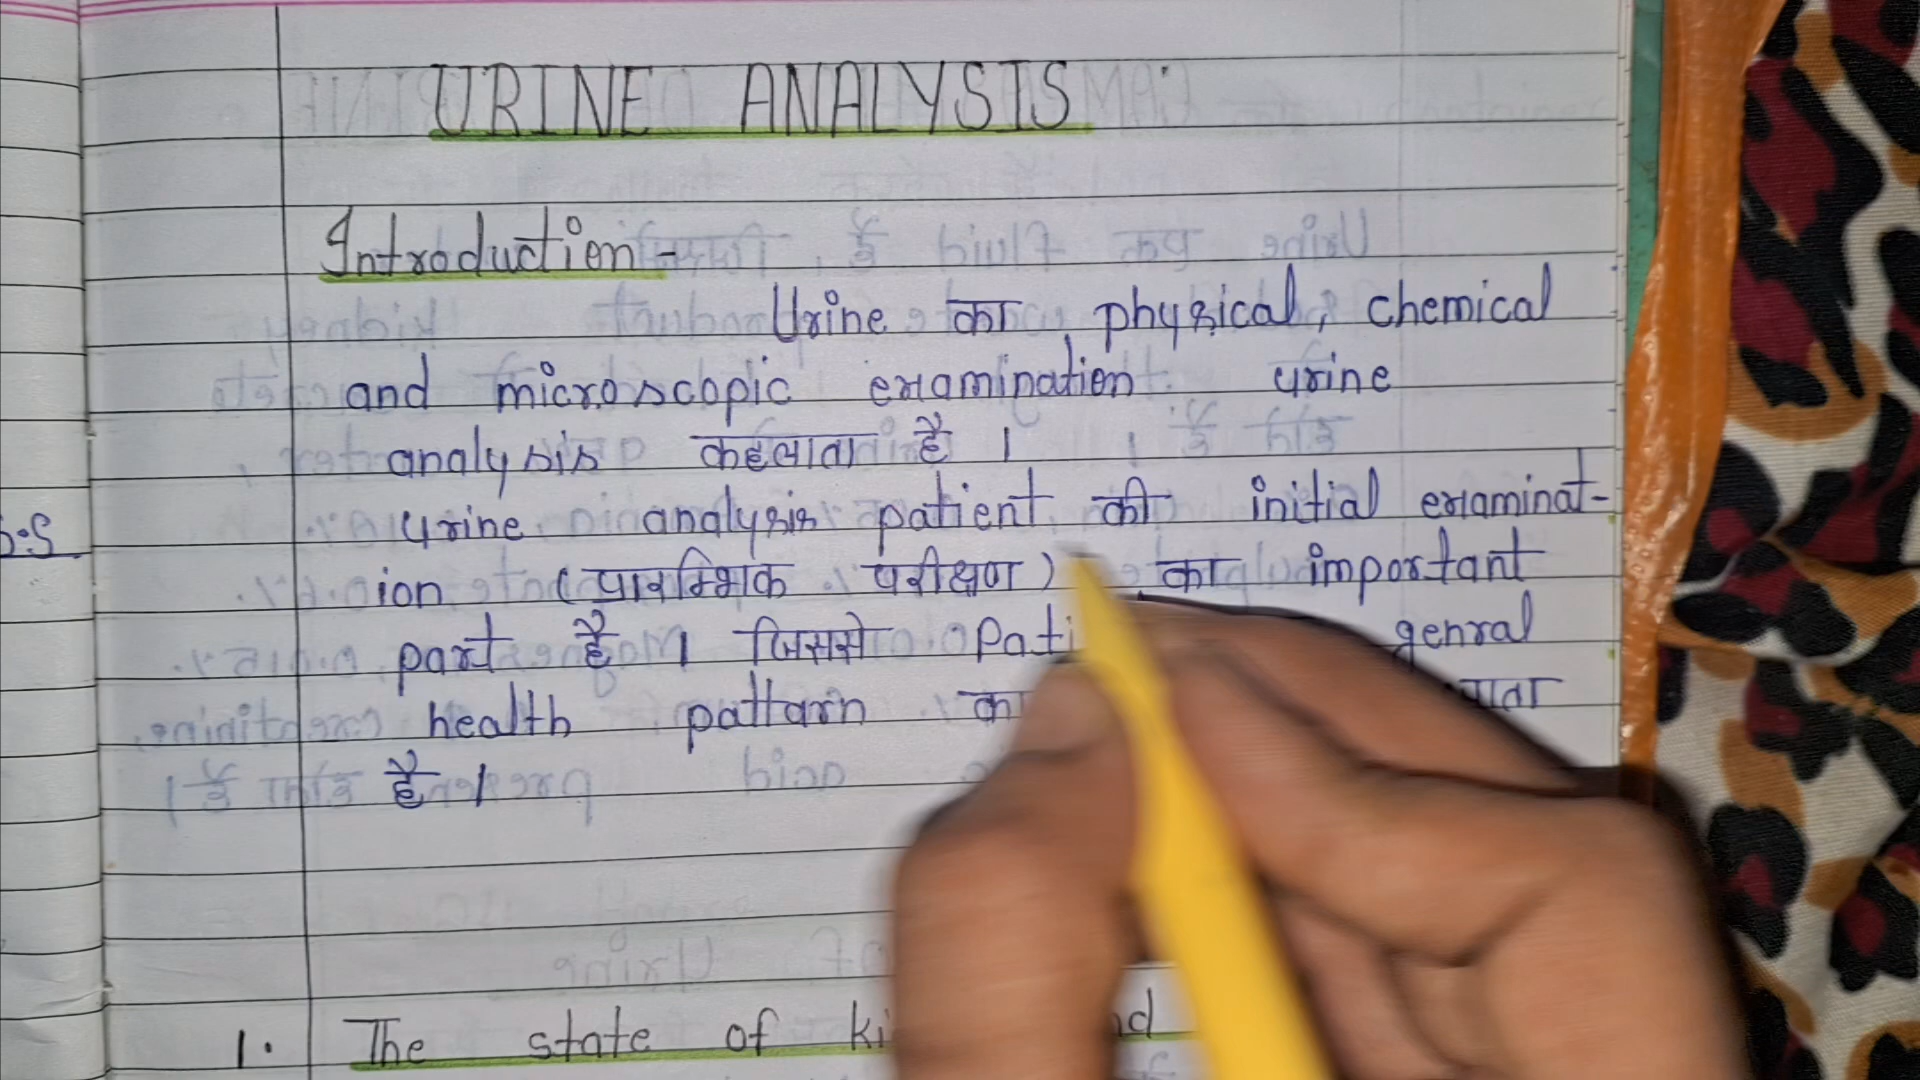 URINE ANALYSIS
Introduction -
Urine का physical, chemical
and microscopic examination urine
analysis कहलाता है ।
urine analysis patient की initial examinat-
ion (प्रारम्भिक परीक्षण) का important
part है । जिससे genral
health pattarn
है ।
1. The state of